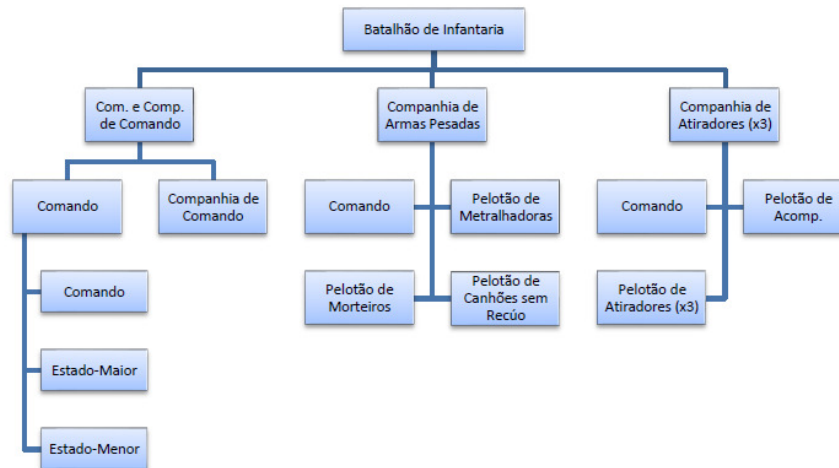 Batalhão de Infantaria
Com. e Comp.
de Comando
Companhia de
Armas Pesadas
Companhia de
Atiradores (x3)
Comando
Companhia de
Comando
Comando
Pelotão de
Metralhadoras
Comando
Pelotão de
Acomp.
Comando
Pelotão de
Morteiros
Pelotão de
Canhões sem
Recúo
Pelotão de
Atiradores (x3)
Estado-Maior
Estado-Menor